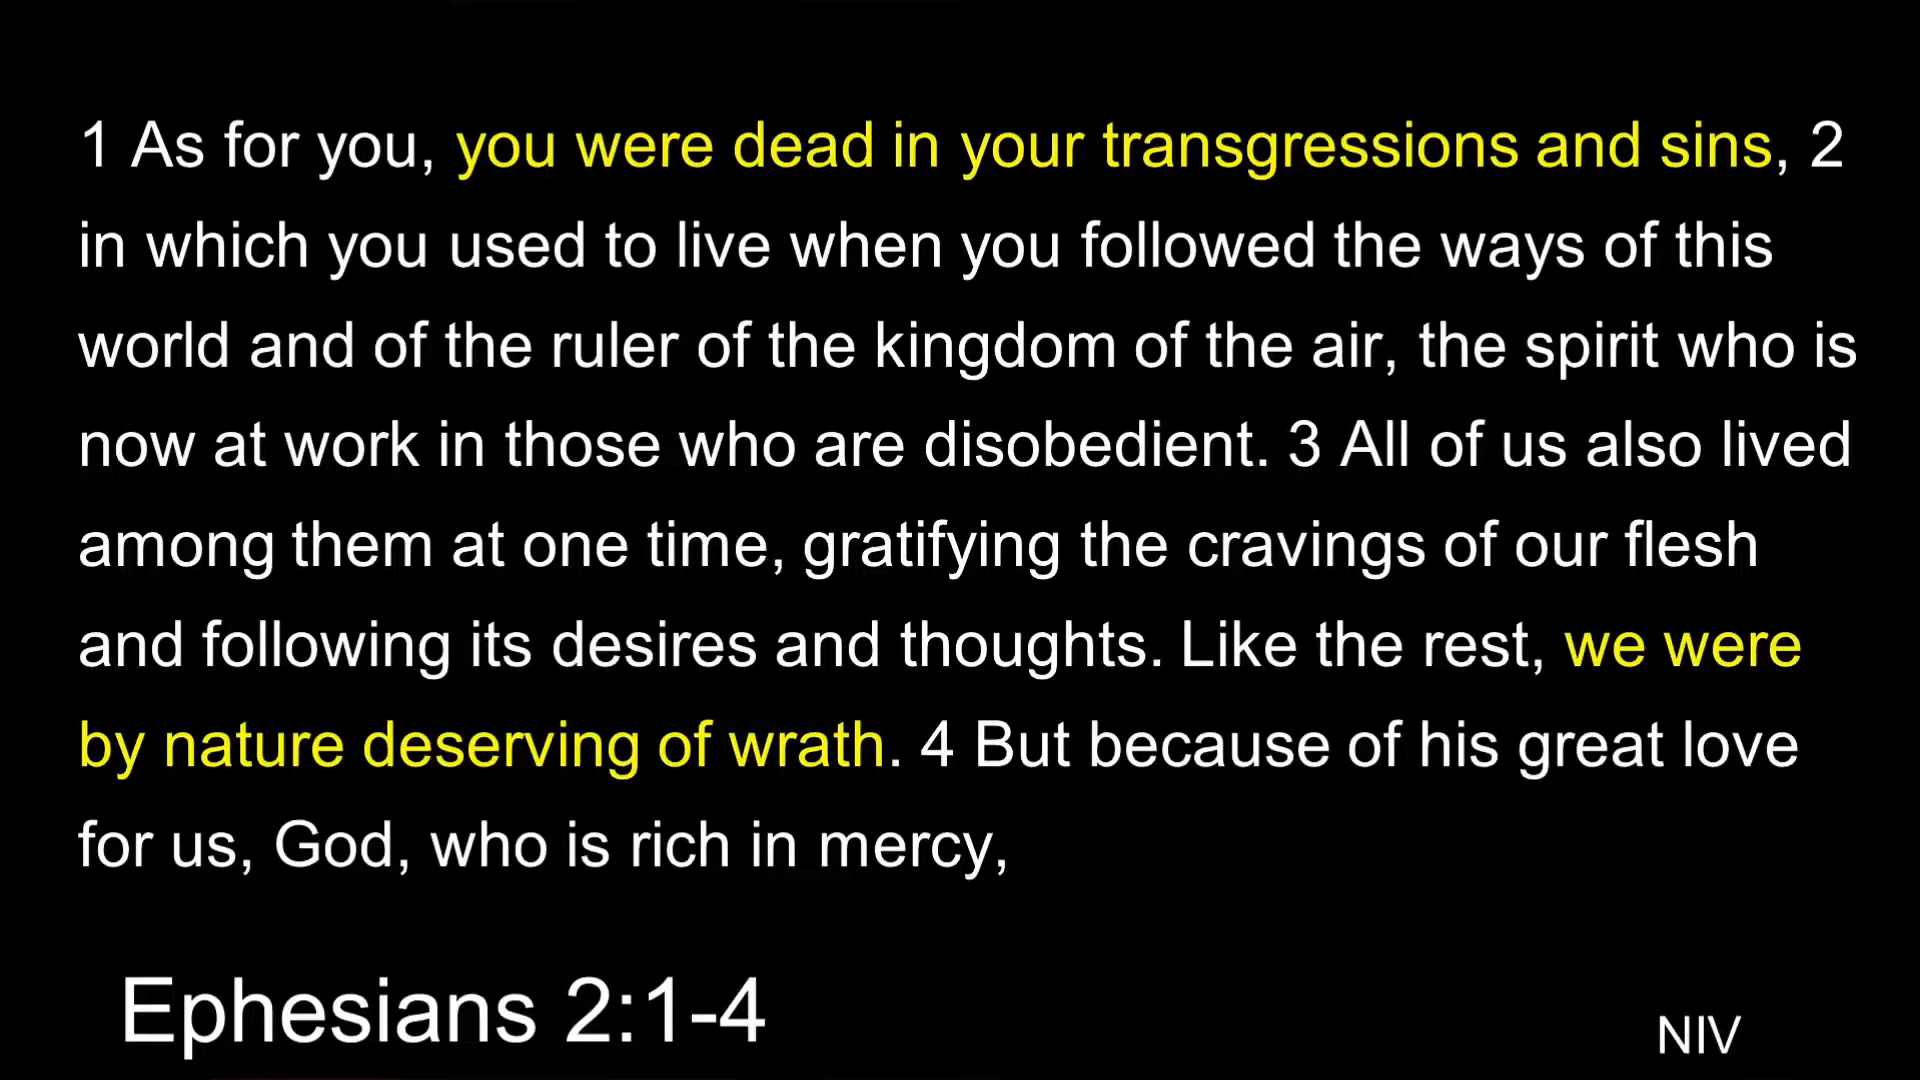 1 As for you, you were dead in your transgressions and sins, 2
in which you used to live when you followed the ways of this
world and of the ruler of the kingdom of the air, the spirit who is
now at work in those who are disobedient. 3 All of us also lived
among them at one time, gratifying the cravings of our flesh
and following its desires and thoughts. Like the rest, we were
by nature deserving of wrath. 4 But because of his great love
for us, God, who is rich in mercy,
Ephesians 2:1-4
NIV